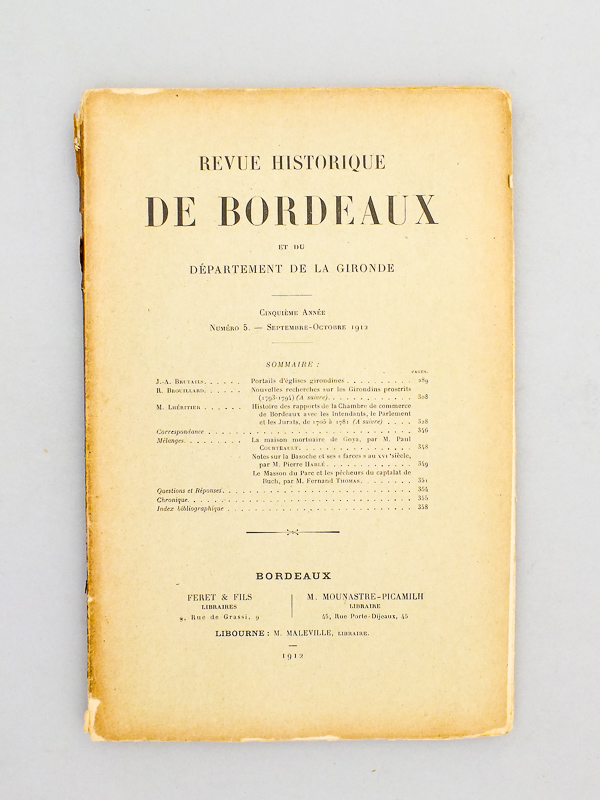 REVUE HISTORIQUE
DE BORDEAUX
ET DU
DÉPARTEMENT DE LA GIRONDE
CINQUIÈME ANNÉE
NUMÉRO 5. — SEPTEMBRE-OCTOBRE 1912
SOMMAIRE :
PAGES.
J.-A. BRUTAILS. . . . . . Portails d'églises girondines . . . . . . . . . . 289
R. BROUILLARD. . . . . . Nouvelles recherches sur les Girondins proscrits
(1793-1794) (A suivre). . . . . . . . . . . . . 308
M. LHÉRITIER . . . . . . Histoire des rapports de la Chambre de commerce
de Bordeaux avec les Intendants, le Parlement
et les Jurats, de 1705 à 1781 (A suivre) . . . . 328
Correspondance . . . . . . . . . . . . . . . . . . . . . . . . 346
Mélanges. . . . . . . . . La maison mortuaire de Goya, par M. Paul
COURTEAULT. . . . . . . . . . . . . . . . . 348
Notes sur la Basoche et ses « farces » au XVIe siècle,
par M. Pierre HARLÉ. . . . . . . . . . . . . 349
Le Masson du Parc et les pêcheurs du captalat de
Buch, par M. Fernand THOMAS. . . . . . . . 351
Questions et Réponses. . . . . . . . . . . . . . . . . . . . . . 354
Chronique. . . . . . . . . . . . . . . . . . . . . . . . . . . 355
Index bibliographique . . . . . . . . . . . . . . . . . . . . . 358
BORDEAUX
FERET & FILS
LIBRAIRES
9, Rue de Grassi, 9
M. MOUNASTRE-PICAMILH
LIBRAIRE
45, Rue Porte-Dijeaux, 45
LIBOURNE : M. MALEVILLE, LIBRAIRE.
1912